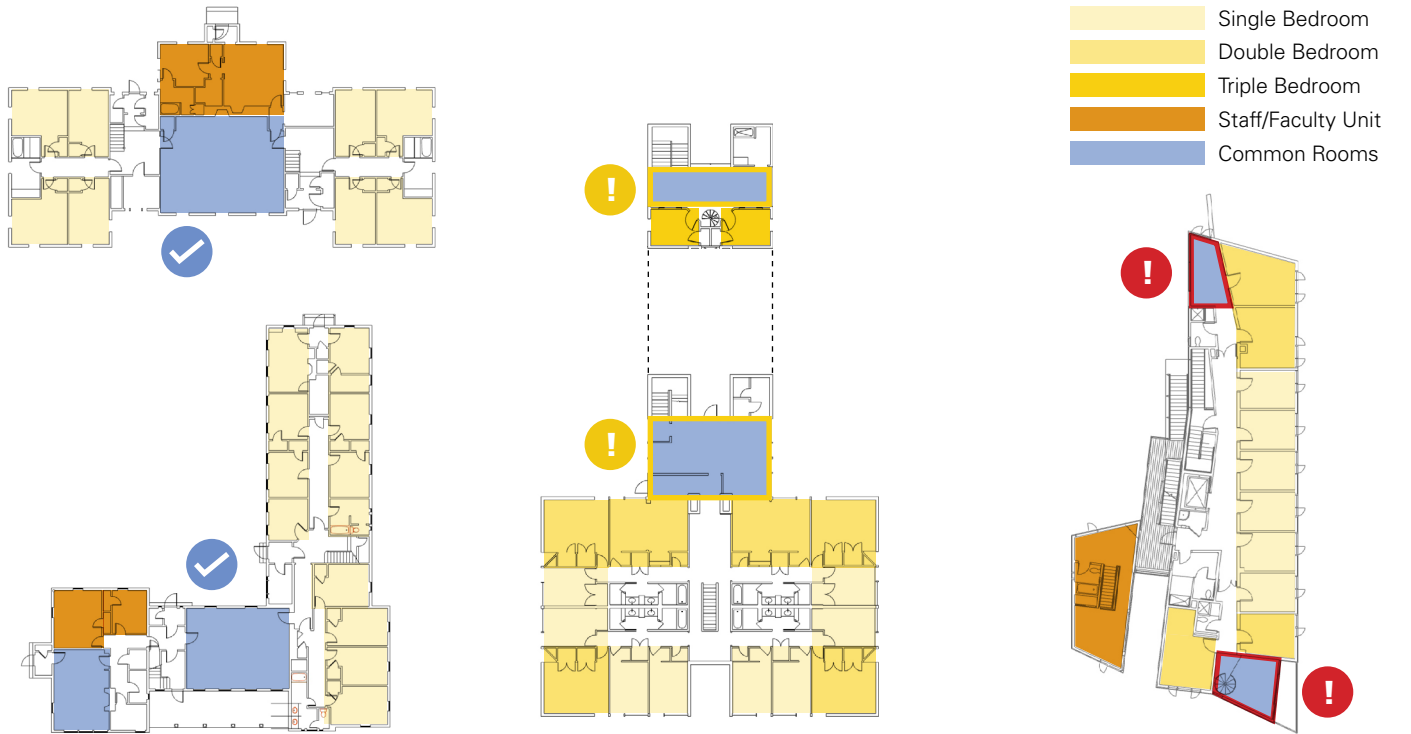 Single Bedroom
Double Bedroom
Triple Bedroom
Staff/Faculty Unit
Common Rooms
!
!
!
!